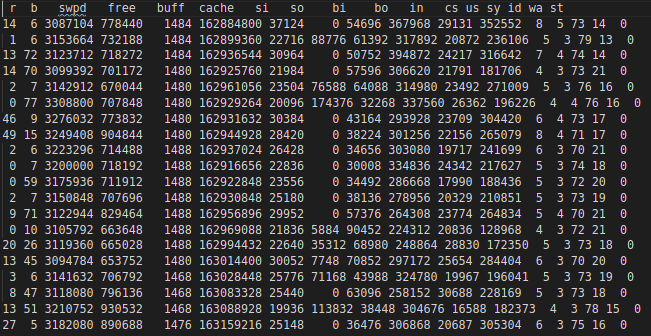 r b swpd free buff cache si so bi bo in cs us sy id wa st
14 6 3087104 778440 1484 162884800 37124 0 54696 367968 29131 352552 8 5 73 14 0
1 6 3153664 732188 1484 162899360 22716 88776 61392 317892 20872 236106 5 3 79 13 0
13 72 3123712 718272 1484 162936544 30964 0 50752 394872 24217 316642 7 4 74 14 0
14 70 3099392 701172 1480 162925760 21984 0 57596 306620 21791 181706 4 3 73 21 0
2 7 3142912 670044 1480 162961056 23504 76588 64088 314980 23492 271009 5 3 76 16 0
0 77 3308800 707848 1480 162929264 20096 174376 32268 337560 26362 196226 4 4 76 16 0
46 9 3276032 773832 1480 162931632 30384 0 43164 293928 23709 304420 6 4 73 17 0
49 15 3249408 904844 1480 162944928 28420 0 38224 301256 22156 265079 8 4 71 17 0
2 6 3223296 714488 1488 162937024 26428 0 34656 303080 19717 241699 6 3 70 21 0
0 7 3200000 718192 1488 162916656 22836 0 30008 334836 24342 217627 5 3 74 18 0
0 59 3175936 711912 1488 162922848 23556 0 34492 286668 17990 188436 5 3 72 20 0
2 7 3150848 707696 1488 162930848 25180 0 38136 278956 20329 210851 5 3 73 19 0
9 71 3122944 829464 1488 162956896 29952 0 57376 264308 23774 264834 5 4 70 21 0
0 10 3105792 663648 1488 162969088 21836 5884 90452 224312 20836 128968 4 3 72 21 0
20 26 3119360 665028 1488 162994432 22640 35312 68980 248864 28830 172350 5 3 73 18 0
13 45 3094784 653752 1480 163014400 30052 7748 70852 297172 25654 284404 6 3 70 20 0
3 6 3141632 706792 1468 163028448 25776 71168 43988 324780 19967 196041 5 3 73 19 0
8 47 3118080 796136 1468 163083328 25440 0 63096 258152 30688 228169 5 3 73 18 0
13 51 3210752 930532 1468 163088928 19936 113832 38448 304676 16588 182373 4 3 78 15 0
27 5 3182080 890688 1476 163159216 25148 0 36476 306868 20687 305304 6 3 75 16 0